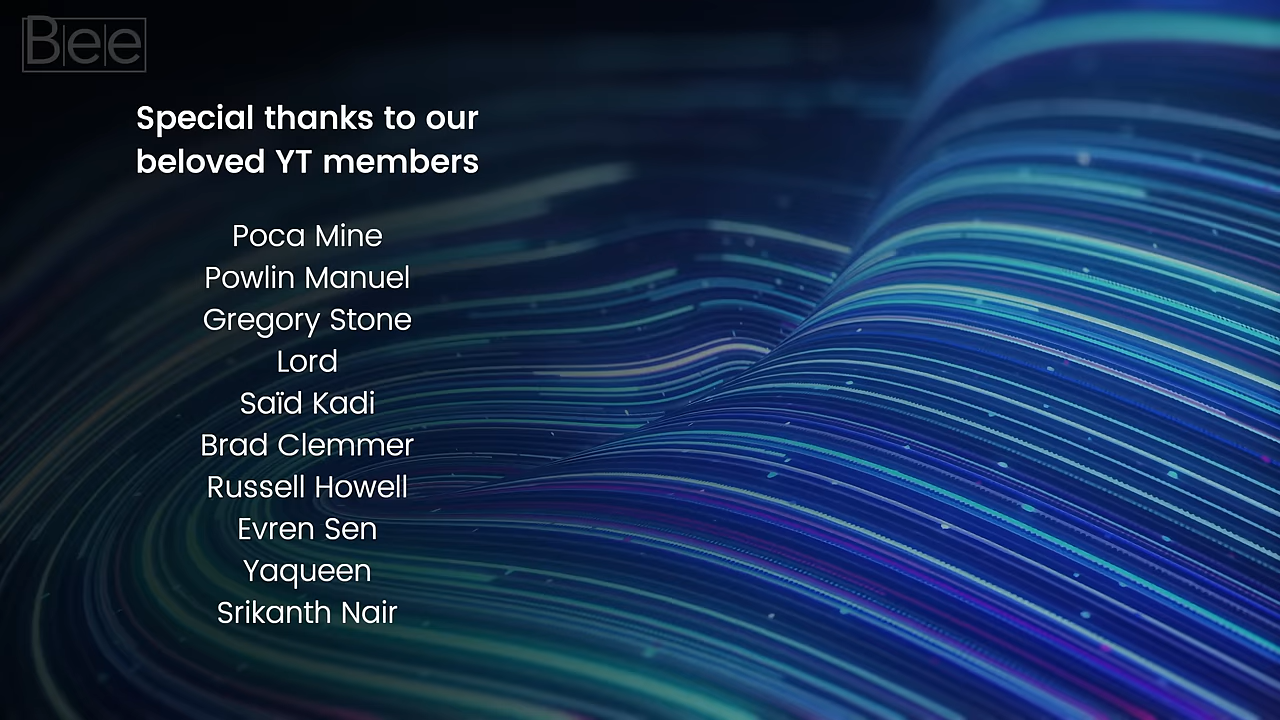 Bee
Special thanks to our
beloved YT members
Poca Mine
Powlin Manuel
Gregory Stone
Lord
Saïd Kadi
Brad Clemmer
Russell Howell
Evren Sen
Yaqueen
Srikanth Nair